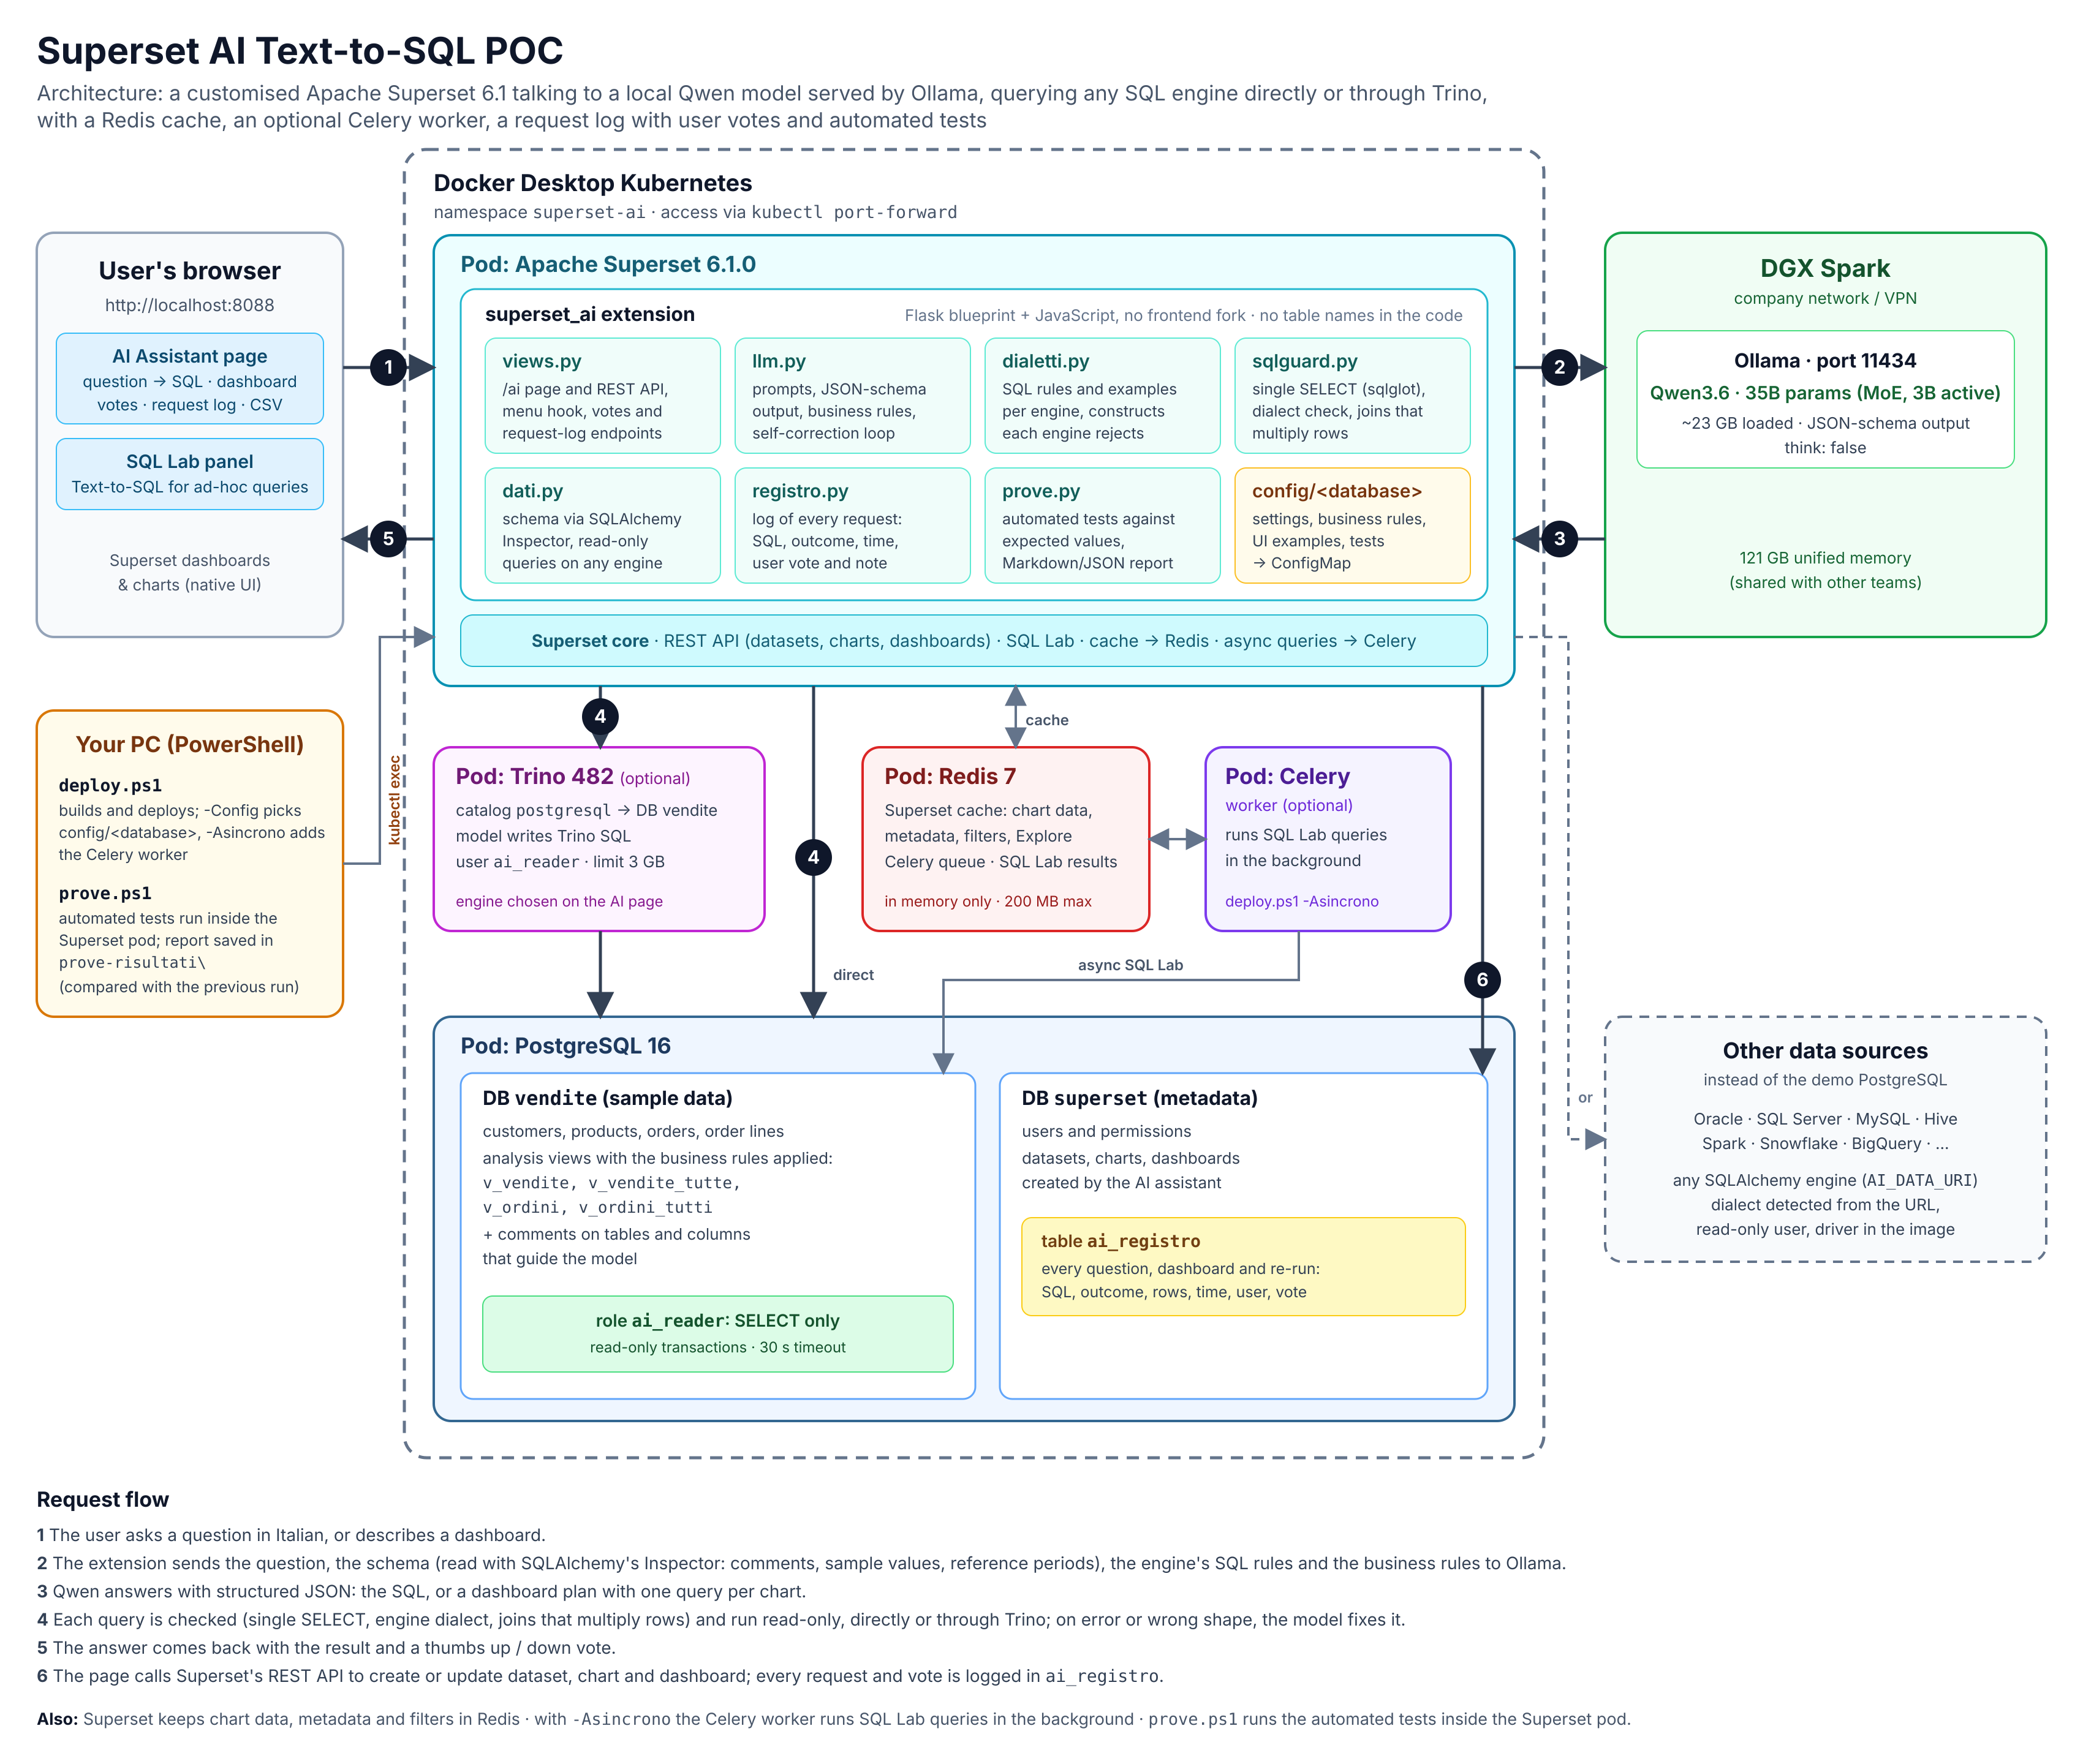 Superset AI Text-to-SQL POC
Architecture: a customised Apache Superset 6.1 talking to a local Qwen model served by Ollama, querying any SQL engine directly or through Trino,
with a Redis cache, an optional Celery worker, a request log with user votes and automated tests
Docker Desktop Kubernetes
namespace superset-ai · access via kubectl port-forward
User's browser
http://localhost:8088
AI Assistant page
question → SQL · dashboard
votes · request log · CSV
SQL Lab panel
Text-to-SQL for ad-hoc queries
Superset dashboards
& charts (native UI)
1
5
Pod: Apache Superset 6.1.0
superset_ai extension
Flask blueprint + JavaScript, no frontend fork · no table names in the code
views.py
/ai page and REST API,
menu hook, votes and
request-log endpoints
llm.py
prompts, JSON-schema
output, business rules,
self-correction loop
dialetti.py
SQL rules and examples
per engine, constructs
each engine rejects
sqlguard.py
single SELECT (sqlglot),
dialect check, joins that
multiply rows
dati.py
schema via SQLAlchemy
Inspector, read-only
queries on any engine
registro.py
log of every request:
SQL, outcome, time,
user vote and note
prove.py
automated tests against
expected values,
Markdown/JSON report
config/<database>
settings, business rules,
UI examples, tests
→ ConfigMap
Superset core · REST API (datasets, charts, dashboards) · SQL Lab · cache → Redis · async queries → Celery
2
3
DGX Spark
company network / VPN
Ollama · port 11434
Qwen3.6 · 35B params (MoE, 3B active)
~23 GB loaded · JSON-schema output
think: false
121 GB unified memory
(shared with other teams)
Your PC (PowerShell)
deploy.ps1
builds and deploys; -Config picks
config/<database>, -Asincrono adds
the Celery worker
prove.ps1
automated tests run inside the
Superset pod; report saved in
prove-risultati\
(compared with the previous run)
kubectl exec
4
4
cache
Pod: Trino 482 (optional)
catalog postgresql → DB vendite
model writes Trino SQL
user ai_reader · limit 3 GB
engine chosen on the AI page
Pod: Redis 7
Superset cache: chart data,
metadata, filters, Explore
Celery queue · SQL Lab results
in memory only · 200 MB max
Pod: Celery
worker (optional)
runs SQL Lab queries
in the background
deploy.ps1 -Asincrono
direct
async SQL Lab
6
Pod: PostgreSQL 16
DB vendite (sample data)
customers, products, orders, order lines
analysis views with the business rules applied:
v_vendite, v_vendite_tutte,
v_ordini, v_ordini_tutti
+ comments on tables and columns
that guide the model
role ai_reader: SELECT only
read-only transactions · 30 s timeout
DB superset (metadata)
users and permissions
datasets, charts, dashboards
created by the AI assistant
table ai_registro
every question, dashboard and re-run:
SQL, outcome, rows, time, user, vote
or
Other data sources
instead of the demo PostgreSQL
Oracle · SQL Server · MySQL · Hive
Spark · Snowflake · BigQuery · ...
any SQLAlchemy engine (AI_DATA_URI)
dialect detected from the URL,
read-only user, driver in the image
Request flow
1 The user asks a question in Italian, or describes a dashboard.
2 The extension sends the question, the schema (read with SQLAlchemy's Inspector: comments, sample values, reference periods), the engine's SQL rules and the business rules to Ollama.
3 Qwen answers with structured JSON: the SQL, or a dashboard plan with one query per chart.
4 Each query is checked (single SELECT, engine dialect, joins that multiply rows) and run read-only, directly or through Trino; on error or wrong shape, the model fixes it.
5 The answer comes back with the result and a thumbs up / down vote.
6 The page calls Superset's REST API to create or update dataset, chart and dashboard; every request and vote is logged in ai_registro.
Also: Superset keeps chart data, metadata and filters in Redis · with -Asincrono the Celery worker runs SQL Lab queries in the background · prove.ps1 runs the automated tests inside the Superset pod.